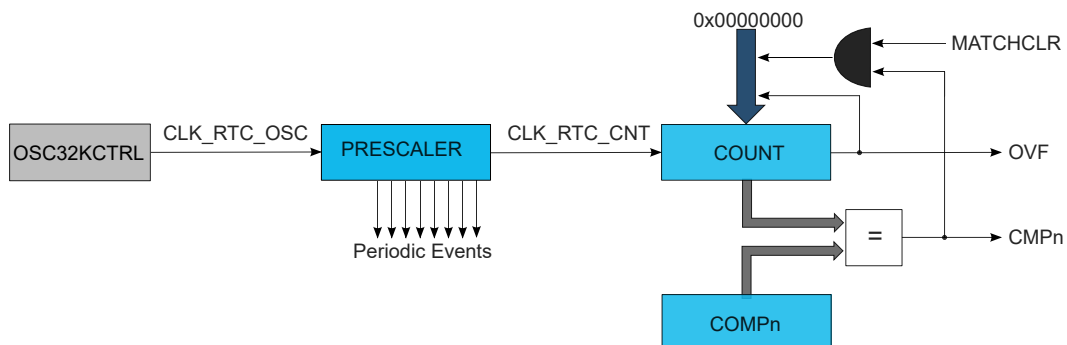 0x00000000
MATCHCLR
OSC32KCTRL
CLK_RTC_OSC
PRESCALER
CLK_RTC_CNT
COUNT
OVF
Periodic Events
=
CMPn
COMPn